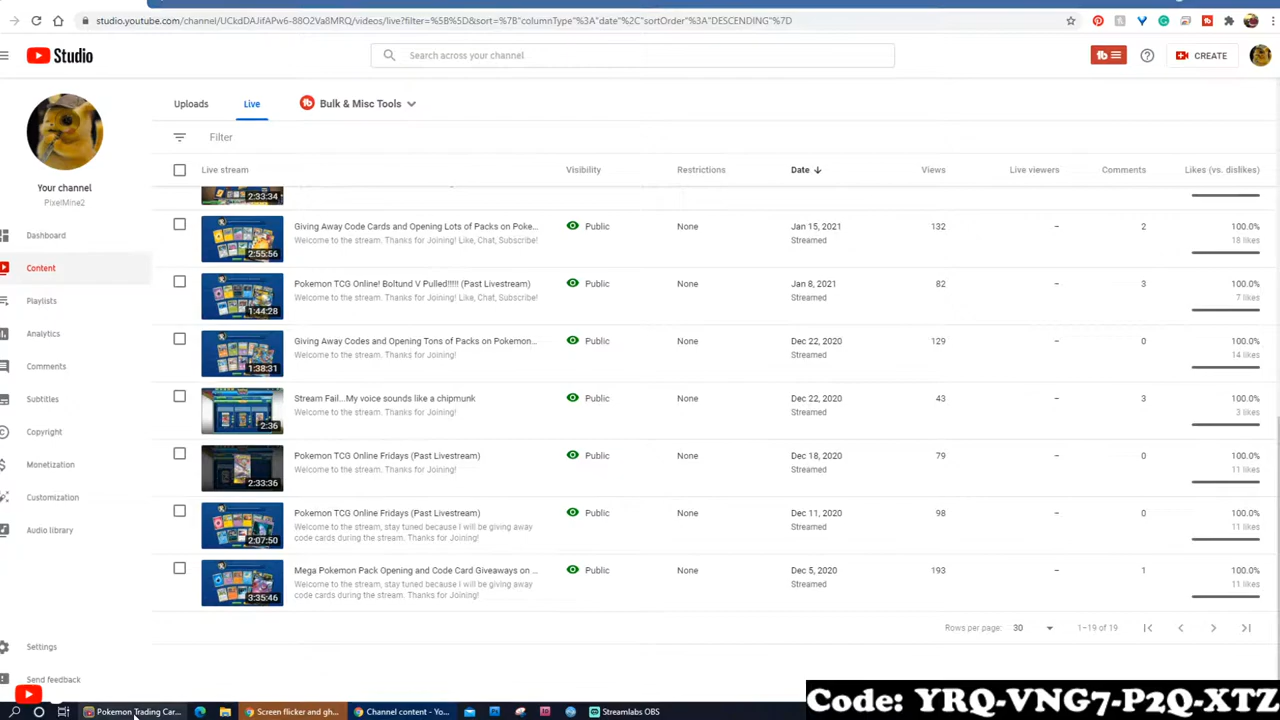 studio.youtube.com/channel/UCkdDAJifAPw6-88O2Va8MRQ/videos/live?filter=%5B%5D&sort=%7B"columnType"%3A"date"%2C"sortOrder"%3A"DESCENDING"%7D
Studio
Search across your channel
CREATE
Uploads
Live
Bulk & Misc Tools
Filter
Live stream
Visibility
Restrictions
Date
Views
Live viewers
Comments
Likes (vs. dislikes)
Your channel
PixelMine2
Dashboard
Content
Playlists
Analytics
Comments
Subtitles
Copyright
Monetization
Customization
Audio library
Settings
Send feedback
2:33:34
Giving Away Code Cards and Opening Lots of Packs on Poke...
Welcome to the stream. Thanks for Joining! Like, Chat, Subscribe!
2:55:56
Public
None
Jan 15, 2021
Streamed
132
–
2
100.0%
18 likes
Pokemon TCG Online! Boltund V Pulled!!!!! (Past Livestream)
Welcome to the stream. Thanks for Joining! Like, Chat, Subscribe!
1:44:28
Public
None
Jan 8, 2021
Streamed
82
–
3
100.0%
7 likes
Giving Away Codes and Opening Tons of Packs on Pokemon...
Welcome to the stream. Thanks for Joining!
1:38:31
Public
None
Dec 22, 2020
Streamed
129
–
0
100.0%
14 likes
Stream Fail...My voice sounds like a chipmunk
Welcome to the stream. Thanks for Joining!
2:36
Public
None
Dec 22, 2020
Streamed
43
–
3
100.0%
3 likes
Pokemon TCG Online Fridays (Past Livestream)
Welcome to the stream. Thanks for Joining!
2:33:36
Public
None
Dec 18, 2020
Streamed
79
–
0
100.0%
11 likes
Pokemon TCG Online Fridays (Past Livestream)
Welcome to the stream, stay tuned because I will be giving away
code cards during the stream. Thanks for Joining!
2:07:50
Public
None
Dec 11, 2020
Streamed
98
–
0
100.0%
11 likes
Mega Pokemon Pack Opening and Code Card Giveaways on ...
Welcome to the stream, stay tuned because I will be giving away
code cards during the stream. Thanks for Joining!
3:35:46
Public
None
Dec 5, 2020
Streamed
193
–
1
100.0%
11 likes
Rows per page: 30
1–19 of 19
Pokemon Trading Car...
Screen flicker and gh...
Channel content - Yo...
Streamlabs OBS
Code: YRQ-VNG7-P2Q-XTZ